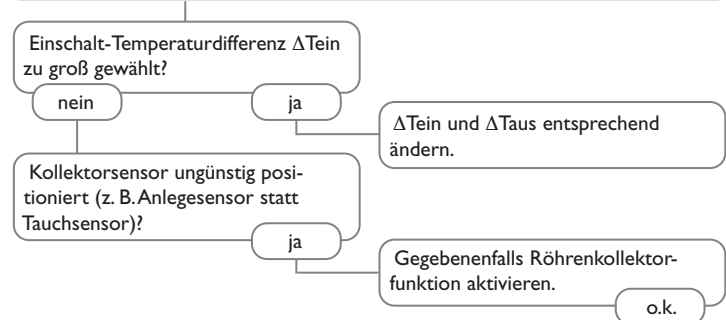 Einschalt-Temperaturdifferenz ΔTein
zu groß gewählt?
nein
ja
ΔTein und ΔTaus entsprechend
ändern.
Kollektorsensor ungünstig posi-
tioniert (z. B. Anlegesensor statt
Tauchsensor)?
ja
Gegebenenfalls Röhrenkollektor-
funktion aktivieren.
o.k.